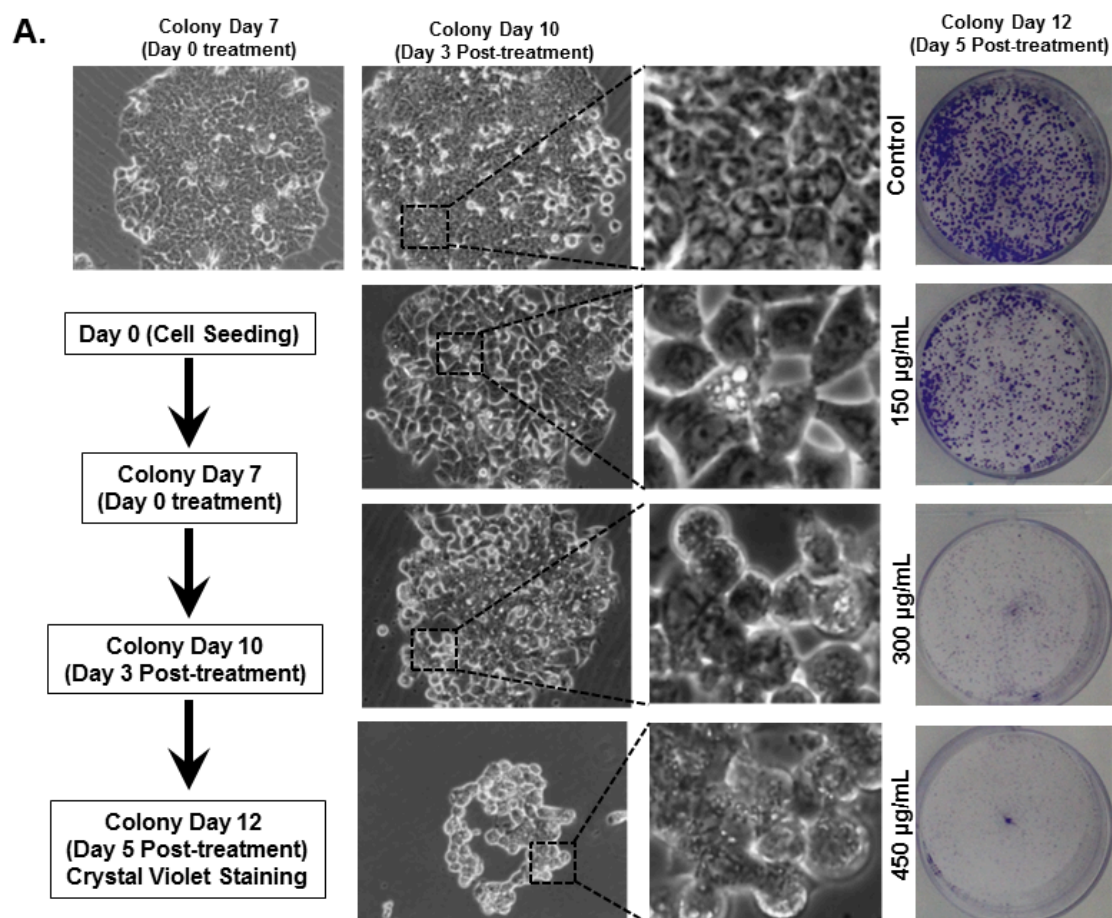 A.
Colony Day 7
(Day 0 treatment)
Colony Day 10
(Day 3 Post-treatment)
Colony Day 12
(Day 5 Post-treatment)
Control
Day 0 (Cell Seeding)
150 µg/mL
Colony Day 7
(Day 0 treatment)
300 µg/mL
Colony Day 10
(Day 3 Post-treatment)
450 µg/mL
Colony Day 12
(Day 5 Post-treatment)
Crystal Violet Staining